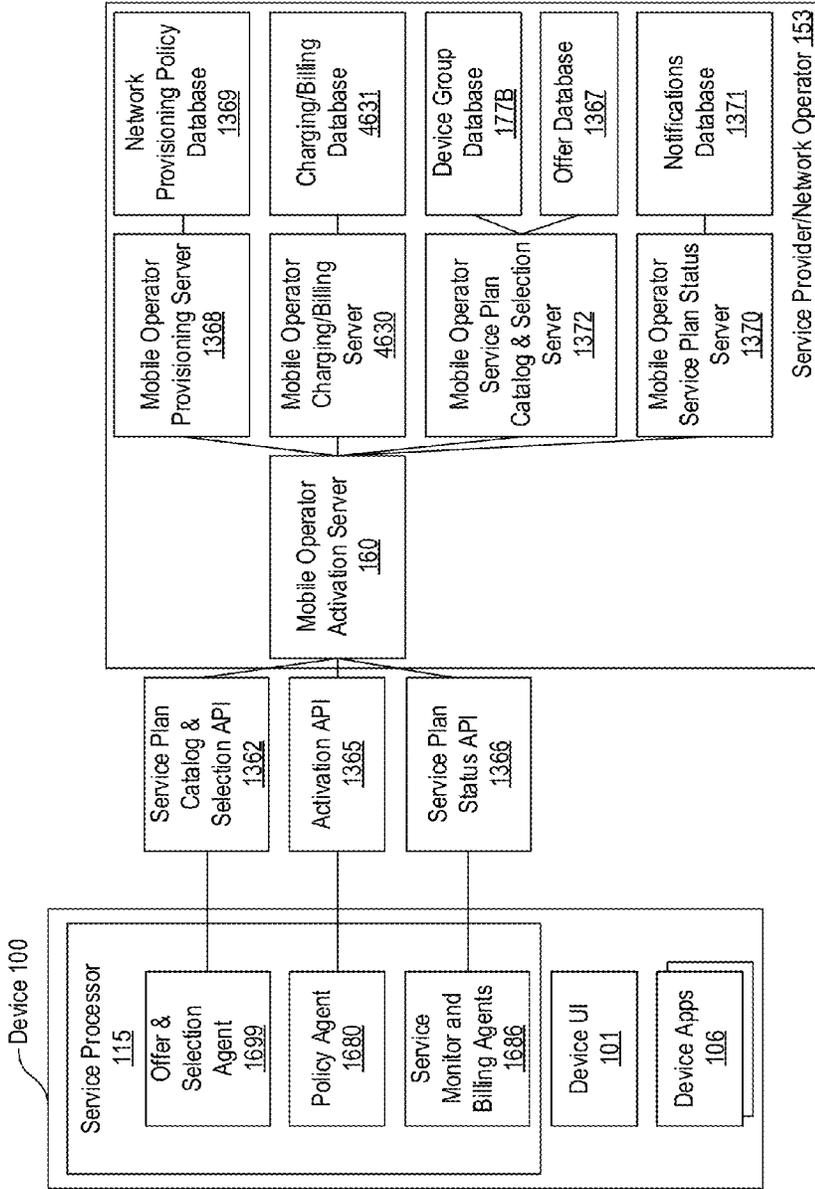 Device 100
Service Processor
115
Offer &
Selection
Agent
1699
Policy Agent
1680
Service
Monitor and
Billing Agents
1686
Device UI
101
Device Apps
106
Service Plan
Catalog &
Selection API
1362
Activation API
1365
Service Plan
Status API
1366
Mobile Operator
Activation Server
160
Mobile Operator
Provisioning Server
1368
Mobile Operator
Charging/Billing
Server
4630
Mobile Operator
Service Plan
Catalog & Selection
Server
1372
Mobile Operator
Service Plan Status
Server
1370
Network
Provisioning Policy
Database
1369
Charging/Billing
Database
4631
Device Group
Database
177B
Offer Database
1367
Notifications
Database
1371
Service Provider/Network Operator 153